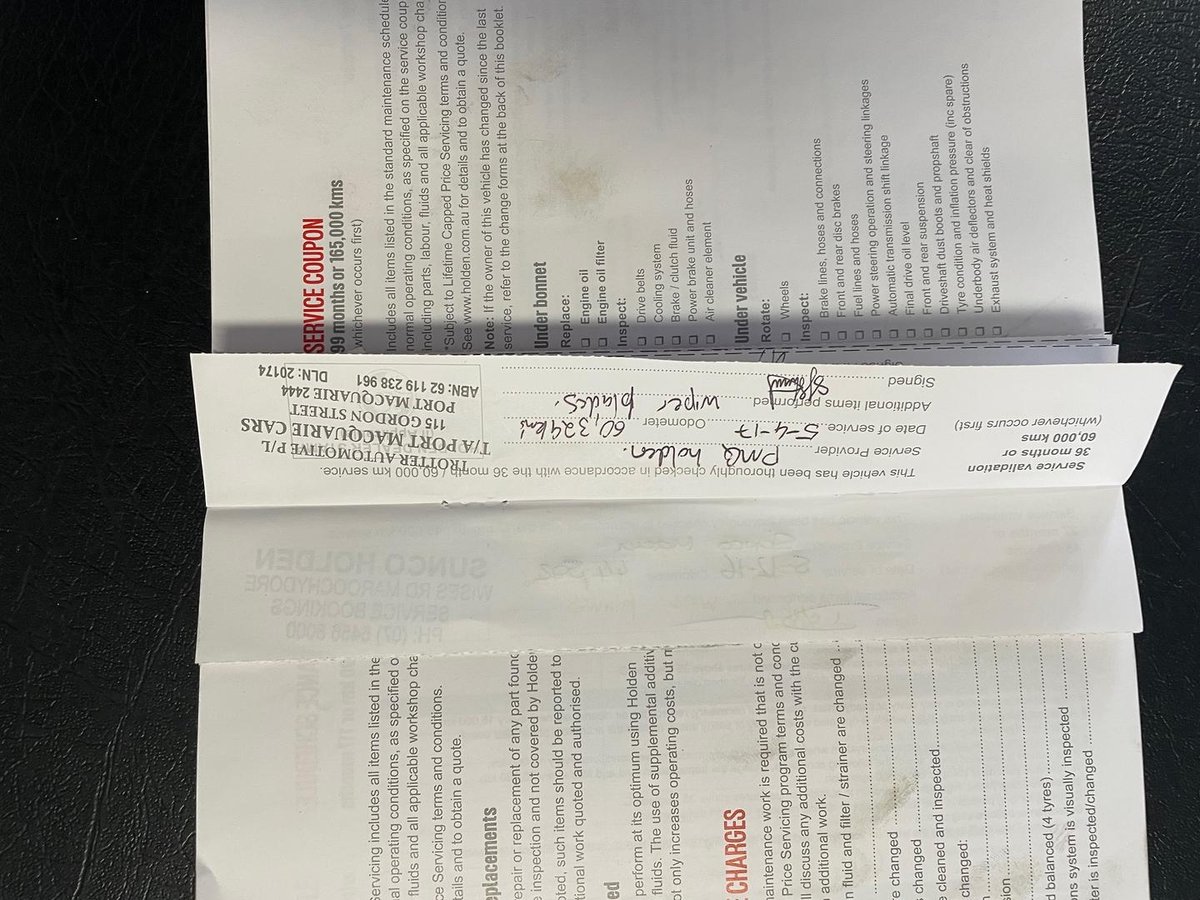 SERVICE COUPON
99 months or 165,000 kms
(whichever occurs first)
Includes all items listed in the standard maintenance schedule
normal operating conditions, as specified on the service coup
including parts, labour, fluids and all applicable workshop cha
*Subject to Lifetime Capped Price Servicing terms and condition
See www.holden.com.au for details and to obtain a quote.
Note: If the owner of this vehicle has changed since the last
service, refer to the change forms at the back of this booklet.
Under bonnet
Replace:
Engine oil
Engine oil filter
Inspect:
Drive belts
Cooling system
Brake / clutch fluid
Power brake unit and hoses
Air cleaner element
Under vehicle
Rotate:
Wheels
Inspect:
Brake lines, hoses and connections
Front and rear disc brakes
Fuel lines and hoses
Power steering operation and steering linkages
Automatic transmission shift linkage
Final drive oil level
Front and rear suspension
Driveshaft dust boots and propshaft
Tyre condition and inflation pressure (inc spare)
Underbody air deflectors and clear of obstructions
Exhaust system and heat shields
Service validation
36 months or
60,000 kms
(whichever occurs first)
This vehicle has been thoroughly checked in accordance with the 36 month / 60,000 km service.
Service Provider PMQ holden.
Date of service 5-4-17 Odometer 60,324km's
Additional items performed wiper blades.
Signed
TROTTER AUTOMOTIVE P/L
T/A PORT MACQUARIE CARS
115 GORDON STREET
PORT MACQUARIE 2444
ABN: 62 119 238 961 DLN: 20174
SUNCO HOLDEN
WISES RD MAROOCHYDORE
SERVICE BOOKINGS
PH: (07) 5456 8000
Servicing includes all items listed in the
al operating conditions, as specified o
fluids and all applicable workshop cha
ce Servicing terms and conditions.
tails and to obtain a quote.
eplacements
repair or replacement of any part found
e inspection and not covered by Holde
oted, such items should be reported to
tional work quoted and authorised.
ed
perform at its optimum using Holden
fluids. The use of supplemental additiv
ot only increases operating costs, but m
E CHARGES
maintenance work is required that is not c
Price Servicing program terms and cond
ll discuss any additional costs with the cu
additional work.
n fluid and filter / strainer are changed
re changed
changed
e cleaned and inspected
changed:
sion
d balanced (4 tyres)
ns system is visually inspected
ter is inspected/changed